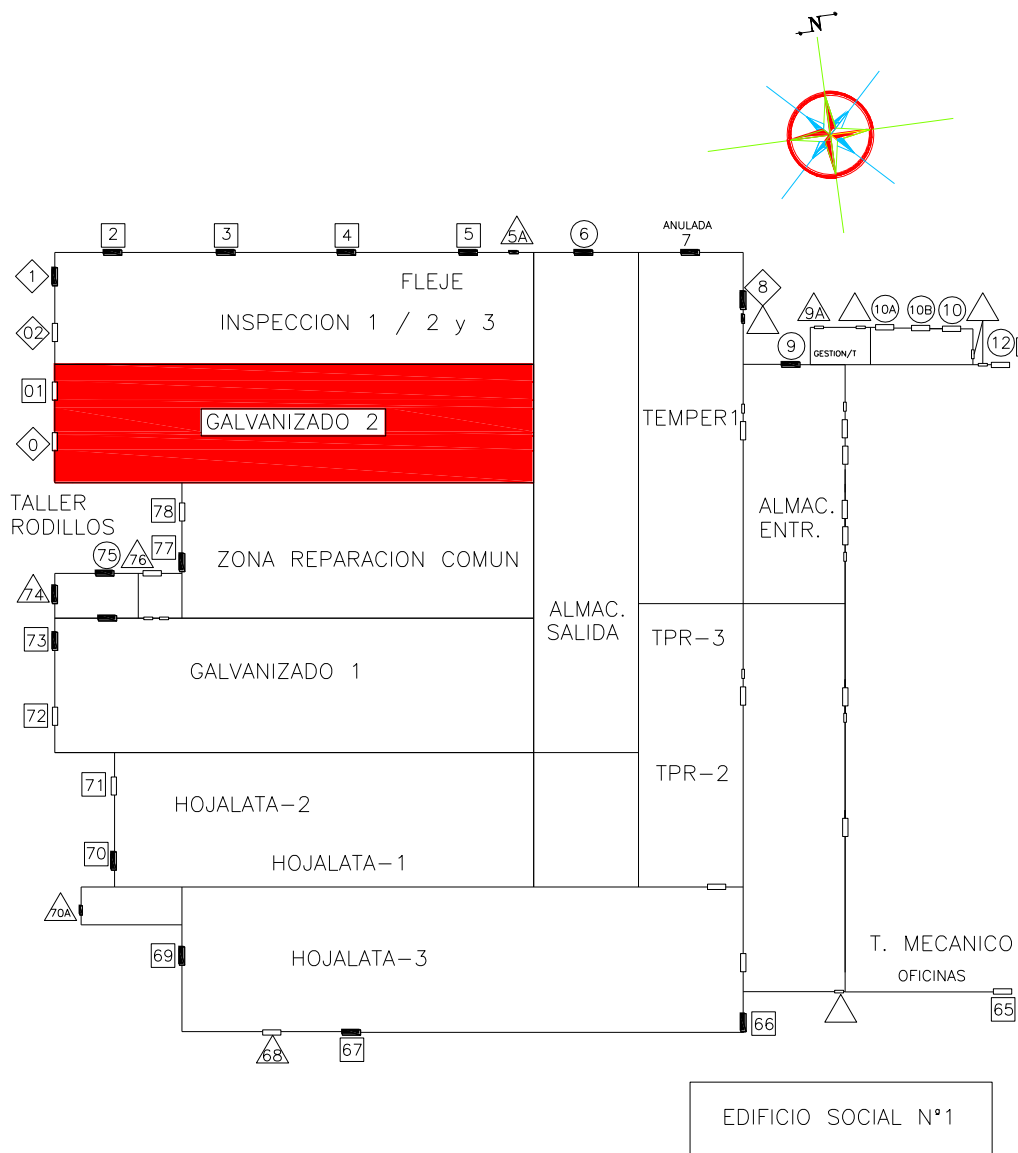 N
2
3
4
5
5A
6
ANULADA
7
1
8
FLEJE
INSPECCION 1 / 2 y 3
02
9A
10A
10B
10
9
GESTION/T
12
01
GALVANIZADO 2
TEMPER1
0
TALLER
RODILLOS
78
ALMAC.
ENTR.
75
76
77
ZONA REPARACION COMUN
74
ALMAC.
SALIDA
73
TPR-3
GALVANIZADO 1
72
71
TPR-2
HOJALATA-2
70
HOJALATA-1
70A
69
HOJALATA-3
T. MECANICO
OFICINAS
66
65
68
67
EDIFICIO SOCIAL Nº1